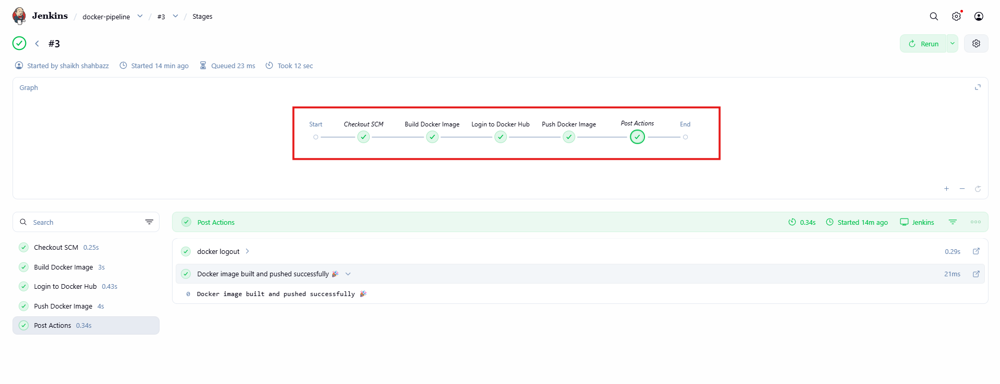 Jenkins / docker-pipeline / #3 / Stages
#3
Rerun
Started by shaikh shahbazz Started 14 min ago Queued 23 ms Took 12 sec
Graph
Start Checkout SCM Build Docker Image Login to Docker Hub Push Docker Image Post Actions End
Search
Checkout SCM 0.25s
Build Docker Image 3s
Login to Docker Hub 0.43s
Push Docker Image 4s
Post Actions 0.34s
Post Actions 0.34s Started 14m ago Jenkins
docker logout 0.29s
Docker image built and pushed successfully 🎉 21ms
0 Docker image built and pushed successfully 🎉